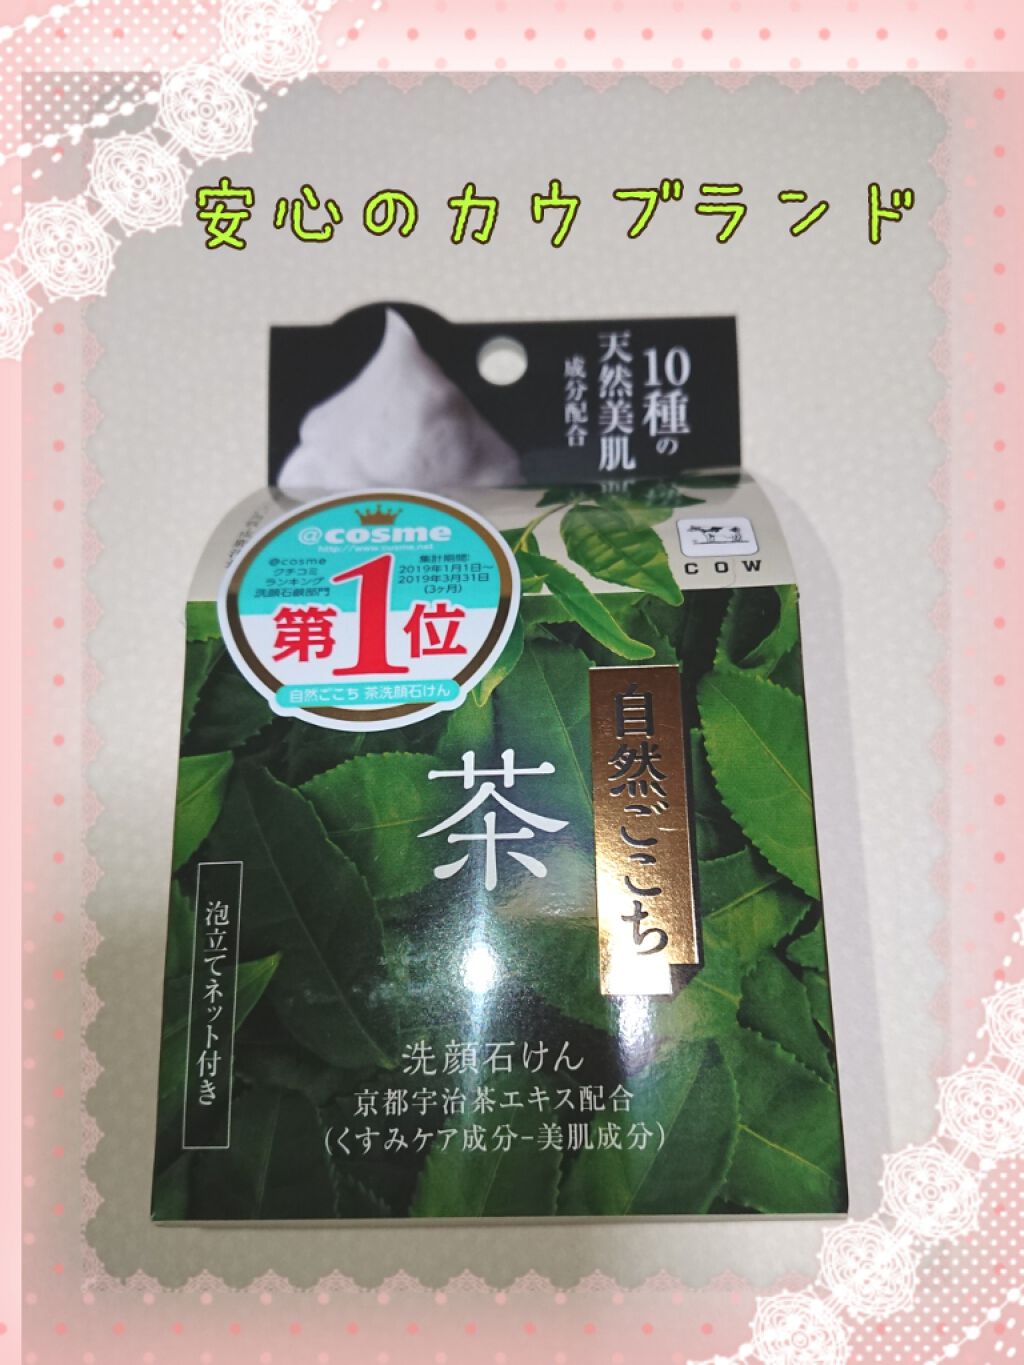 安心のカウブランド
10種の
天然美肌
成分配合
@cosme
http://www.cosme.net
@cosme
クチコミ
ランキング
洗顔石鹸部門
集計期間:
2019年1月1日~
2019年3月31日
(3ヶ月)
第1位
自然ごこち 茶洗顔石けん
COW
自然ごこち
茶
泡立てネット付き
洗顔石けん
京都宇治茶エキス配合
(くすみケア成分-美肌成分)